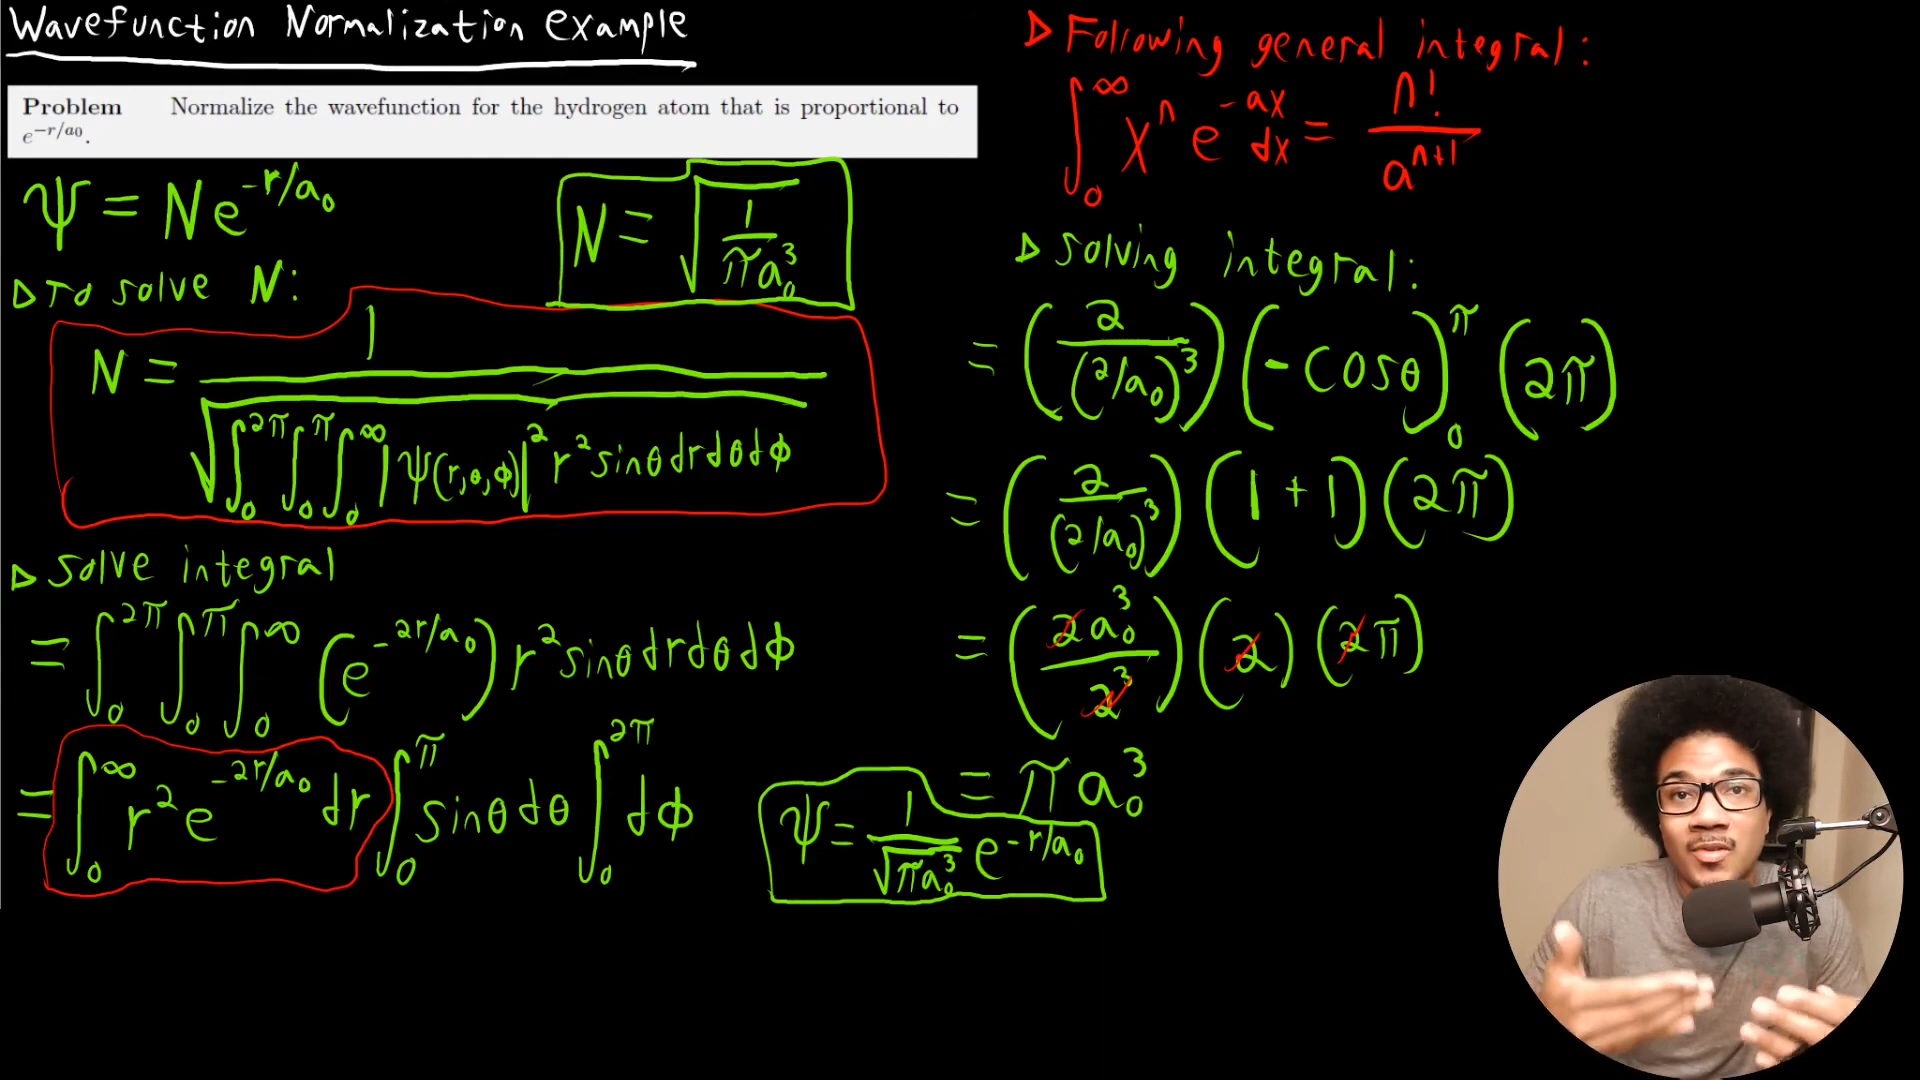 Wavefunction Normalization example
Problem Normalize the wavefunction for the hydrogen atom that is proportional to
e^{-r/a₀}.
ψ = Ne^{-r/a₀}
N = √(1/(πa₀³))
▷ To solve N:
N = 1/√(∫₀^{2π}∫₀^{π}∫₀^{∞} |ψ(r,θ,φ)|² r² sinθ dr dθ dφ)
▷ Solve integral
= ∫₀^{2π}∫₀^{π}∫₀^{∞} (e^{-2r/a₀}) r² sinθ dr dθ dφ
= ∫₀^{∞} r² e^{-2r/a₀} dr ∫₀^{π} sinθ dθ ∫₀^{2π} dφ
ψ = 1/√(πa₀³) e^{-r/a₀}
▷ Following general integral:
∫₀^{∞} x^n e^{-ax} dx = n!/a^{n+1}
▷ Solving integral:
= (2/(2/a₀)³) (-cosθ)₀^{π} (2π)
= (2/(2/a₀)³) (1 + 1) (2π)
= (2a₀³/2³) (2) (2π)
= πa₀³